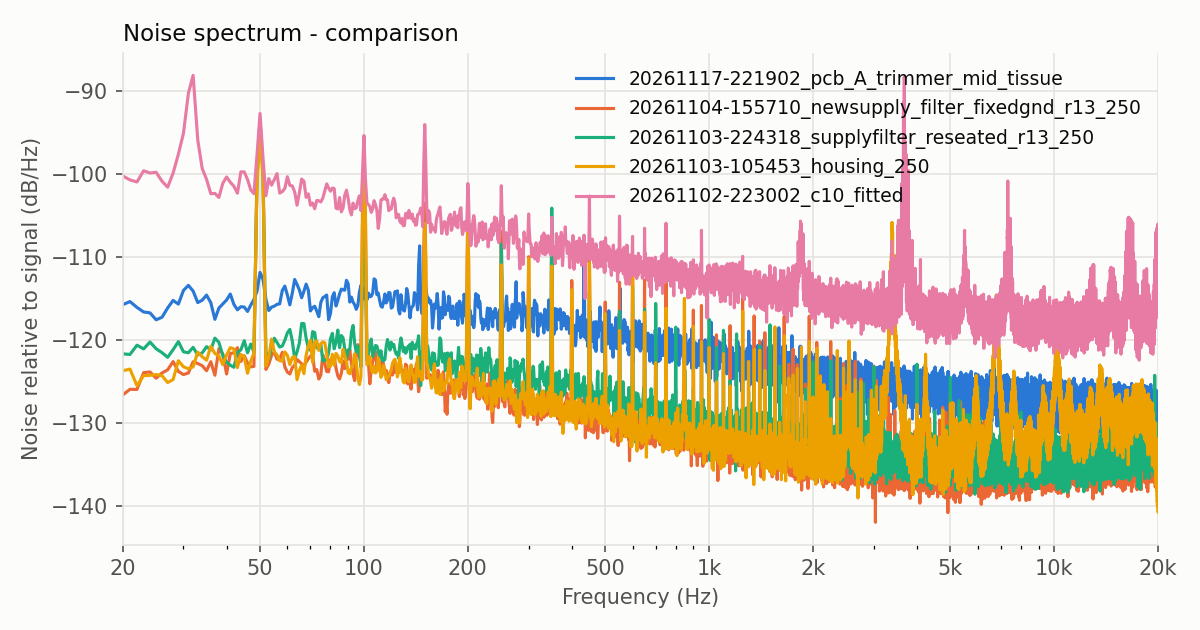 Noise spectrum - comparison
20261117-221902_pcb_A_trimmer_mid_tissue
20261104-155710_newsupply_filter_fixedgnd_r13_250
20261103-224318_supplyfilter_reseated_r13_250
20261103-105453_housing_250
20261102-223002_c10_fitted
Noise relative to signal (dB/Hz)
−90
−100
−110
−120
−130
−140
20 50 100 200 500 1k 2k 5k 10k 20k
Frequency (Hz)